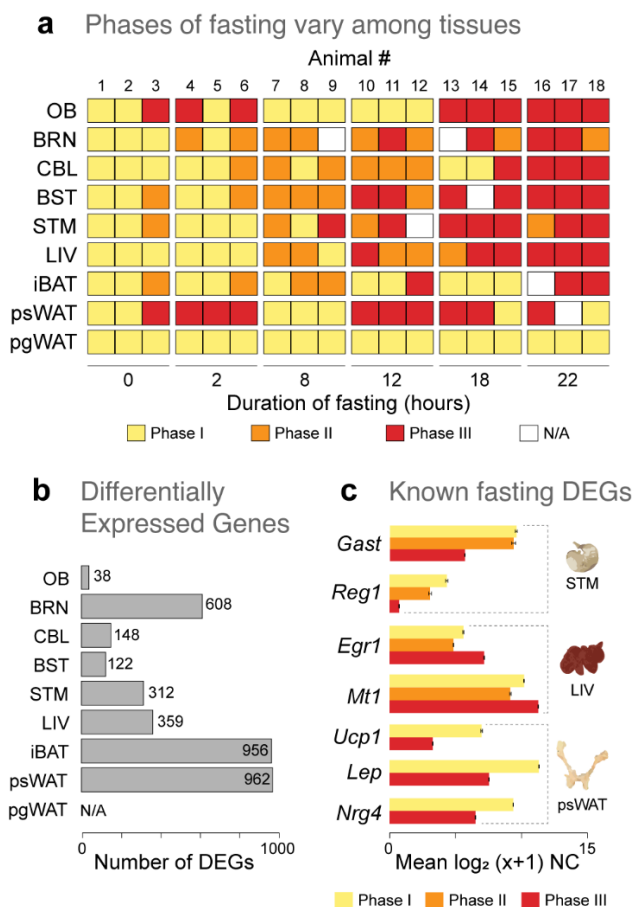 a Phases of fasting vary among tissues
Animal #
1 2 3 4 5 6 7 8 9 10 11 12 13 14 15 16 17 18
OB
BRN
CBL
BST
STM
LIV
iBAT
psWAT
pgWAT
0 2 8 12 18 22
Duration of fasting (hours)
Phase I Phase II Phase III N/A
b Differentially
Expressed Genes
OB 38
BRN 608
CBL 148
BST 122
STM 312
LIV 359
iBAT 956
psWAT 962
pgWAT N/A
0 1000
Number of DEGs
c Known fasting DEGs
Gast
STM
Reg1
Egr1
LIV
Mt1
Ucp1
Lep
psWAT
Nrg4
0 15
Mean log₂ (x+1) NC
Phase I Phase II Phase III